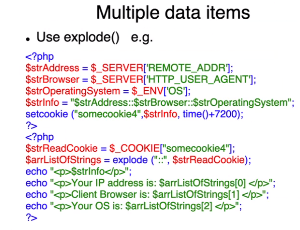 Multiple data items
• Use explode() e.g.
<?php
$strAddress = $_SERVER['REMOTE_ADDR'];
$strBrowser = $_SERVER['HTTP_USER_AGENT'];
$strOperatingSystem = $_ENV['OS'];
$strInfo = "$strAddress::$strBrowser::$strOperatingSystem";
setcookie ("somecookie4",$strInfo, time()+7200);
?>
<?php
$strReadCookie = $_COOKIE["somecookie4"];
$arrListOfStrings = explode ("::", $strReadCookie);
echo "<p>$strInfo</p>";
echo "<p>Your IP address is: $arrListOfStrings[0] </p>";
echo "<p>Client Browser is: $arrListOfStrings[1] </p>";
echo "<p>Your OS is: $arrListOfStrings[2] </p>";
?>